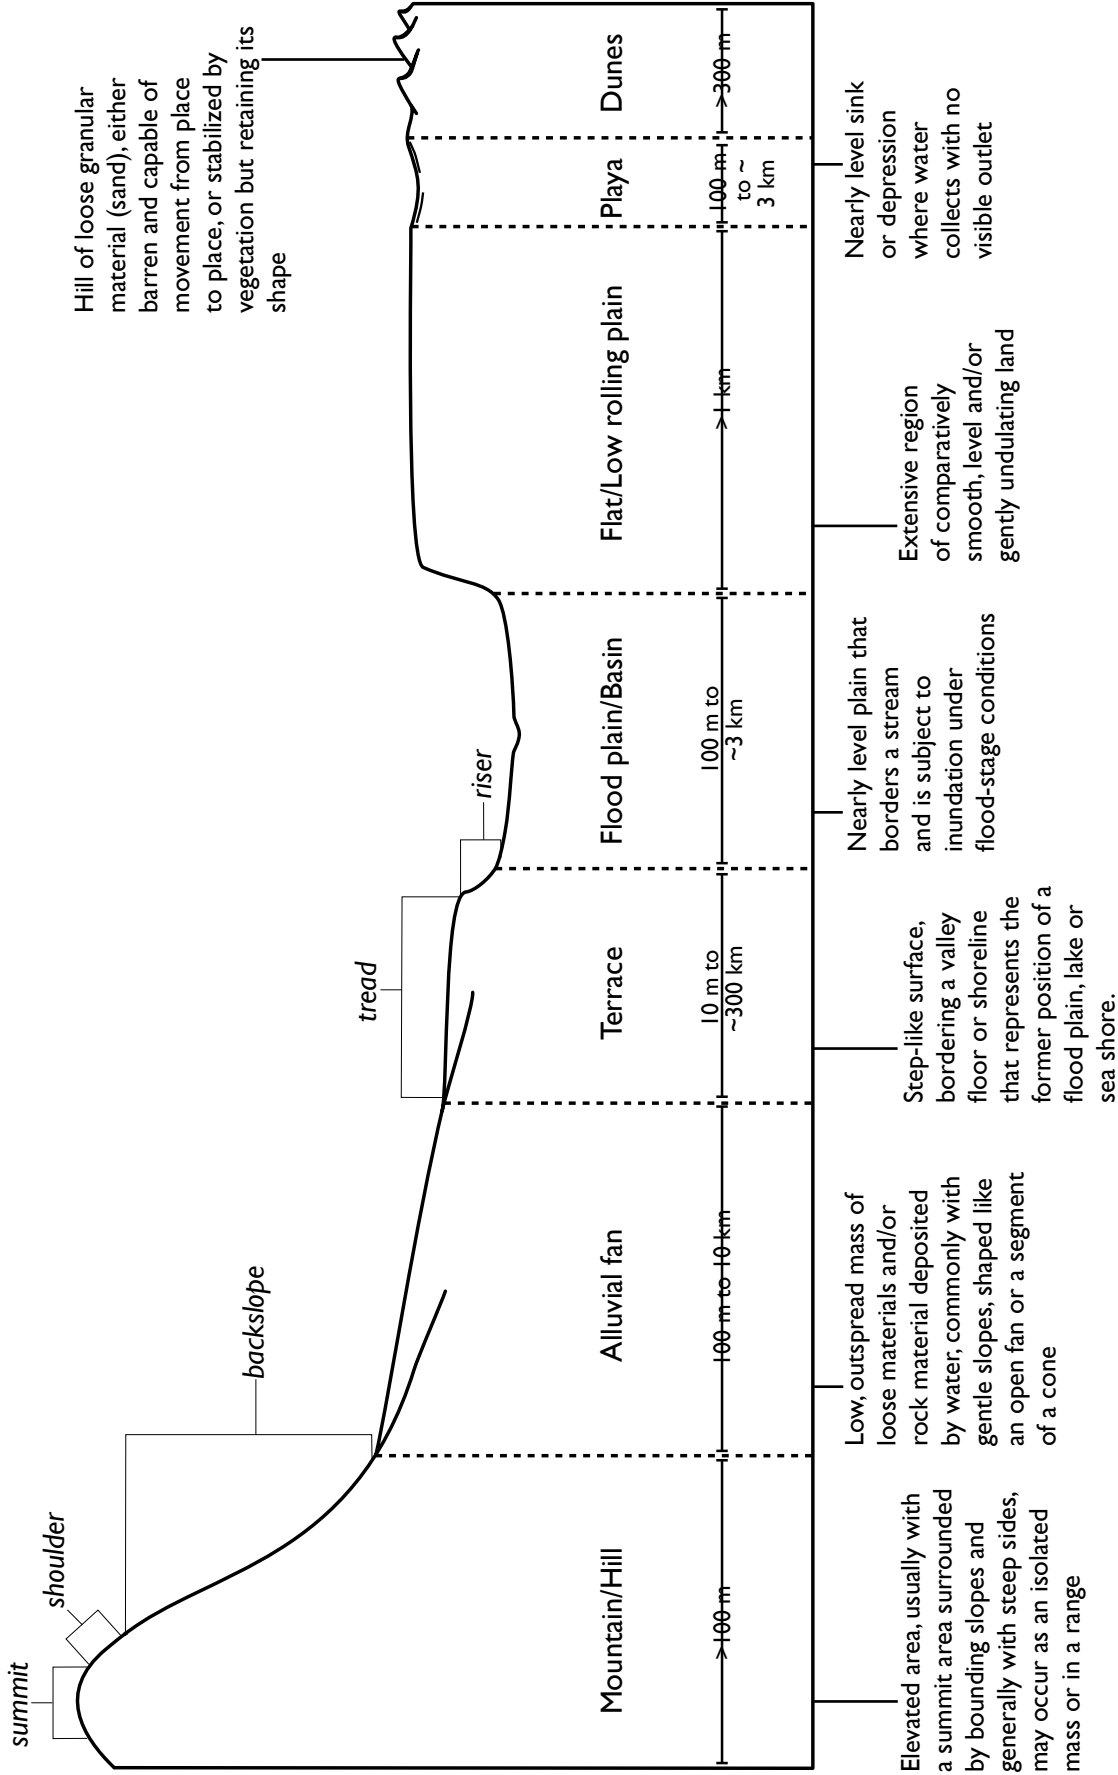 summit
shoulder
backslope
tread
riser
Hill of loose granular
material (sand), either
barren and capable of
movement from place
to place, or stabilized by
vegetation but retaining its
shape
Mountain/Hill
Alluvial fan
Terrace
Flood plain/Basin
Flat/Low rolling plain
Playa
Dunes
>100 m
100 m to 10 km
10 m to
~300 km
100 m to
~3 km
>1 km
100 m
to ~
3 km
>300 m
Elevated area, usually with
a summit area surrounded
by bounding slopes and
generally with steep sides,
may occur as an isolated
mass or in a range
Low, outspread mass of
loose materials and/or
rock material deposited
by water, commonly with
gentle slopes, shaped like
an open fan or a segment
of a cone
Step-like surface,
bordering a valley
floor or shoreline
that represents the
former position of a
flood plain, lake or
sea shore.
Nearly level plain that
borders a stream
and is subject to
inundation under
flood-stage conditions
Extensive region
of comparatively
smooth, level and/or
gently undulating land
Nearly level sink
or depression
where water
collects with no
visible outlet